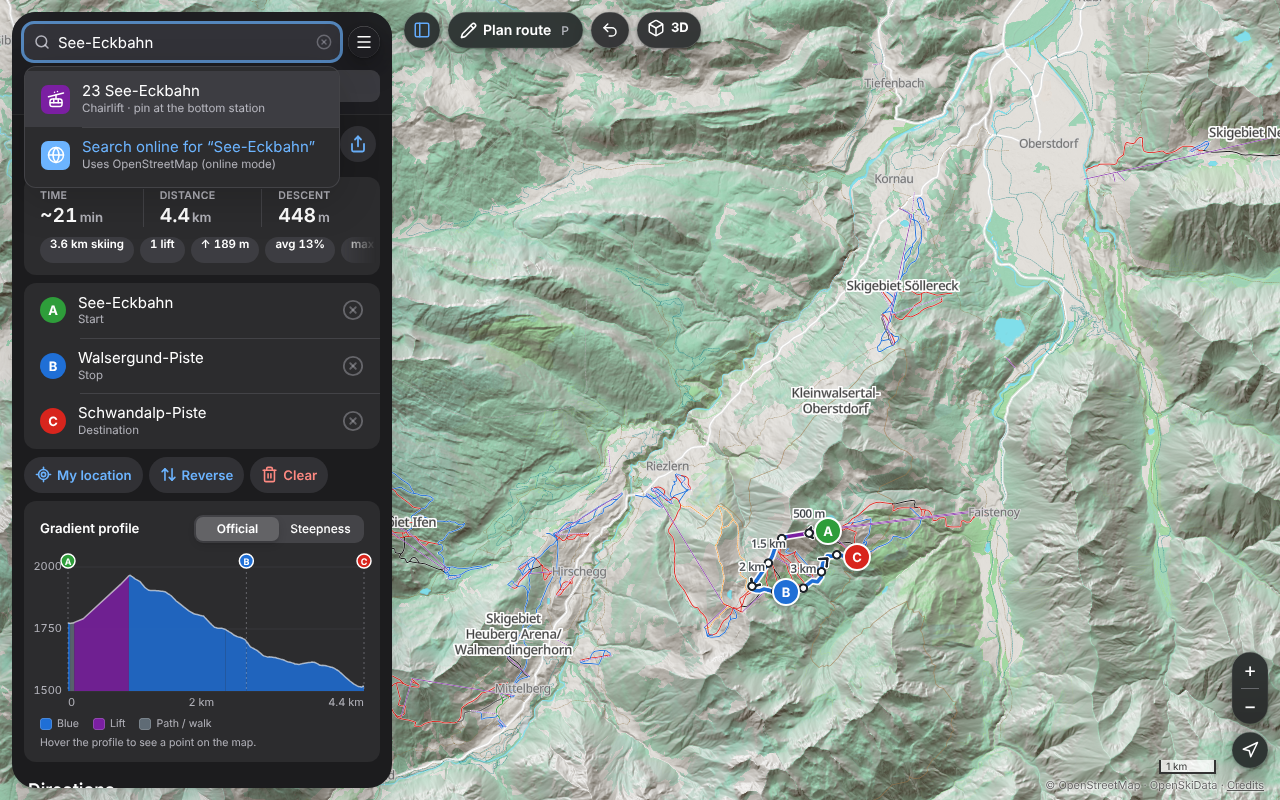 See-Eckbahn
23 See-Eckbahn
Chairlift · pin at the bottom station
Search online for “See-Eckbahn”
Uses OpenStreetMap (online mode)
TIME
DISTANCE
DESCENT
~21 min
4.4 km
448 m
3.6 km skiing
1 lift
↑ 189 m
avg 13%
max
A
See-Eckbahn
Start
B
Walsergund-Piste
Stop
C
Schwandalp-Piste
Destination
My location
Reverse
Clear
Gradient profile
Official
Steepness
A
B
C
2000
1750
1500
0
2 km
4.4 km
Blue
Lift
Path / walk
Hover the profile to see a point on the map.
Directions
Plan route P
3D
Tiefenbach
Oberstdorf
Kornau
Skigebiet Söllereck
Kleinwalsertal-
Oberstdorf
Riezlern
500 m
A
Faistenoy
1.5 km
C
2 km
3 km
B
Hirschegg
Skigebiet
Heuberg Arena/
Walmendingerhorn
Mittelberg
+
−
1 km
© OpenStreetMap · OpenSkiData · Credits